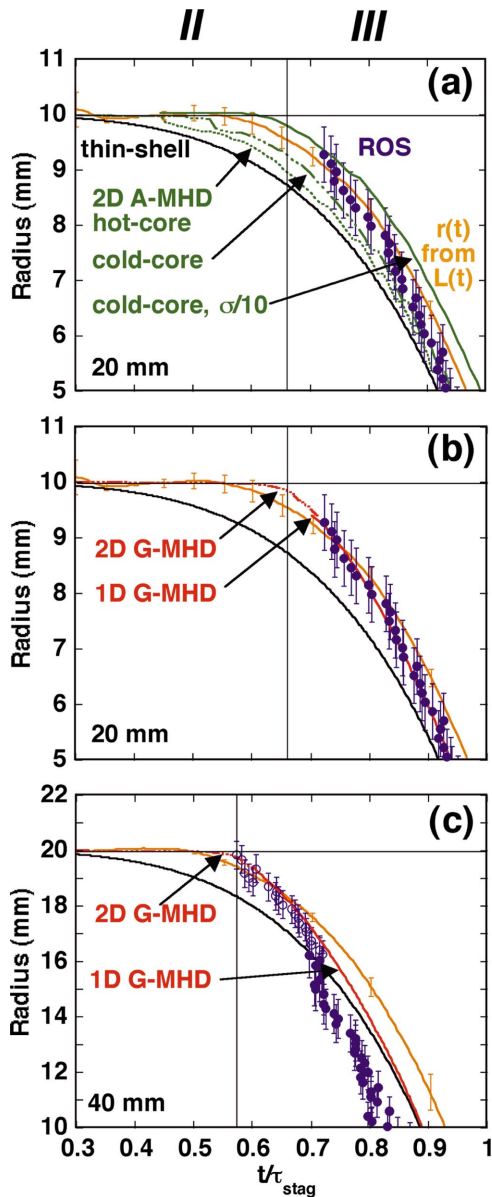 II III
(a)
11
10
9
8
7
6
5
Radius (mm)
thin-shell
ROS
2D A-MHD
hot-core
cold-core
cold-core, σ/10
r(t)
from
L(t)
20 mm
(b)
11
10
9
8
7
6
5
Radius (mm)
2D G-MHD
1D G-MHD
20 mm
(c)
22
20
18
16
14
12
10
Radius (mm)
2D G-MHD
1D G-MHD
40 mm
0.3 0.4 0.5 0.6 0.7 0.8 0.9 1
t/τstag